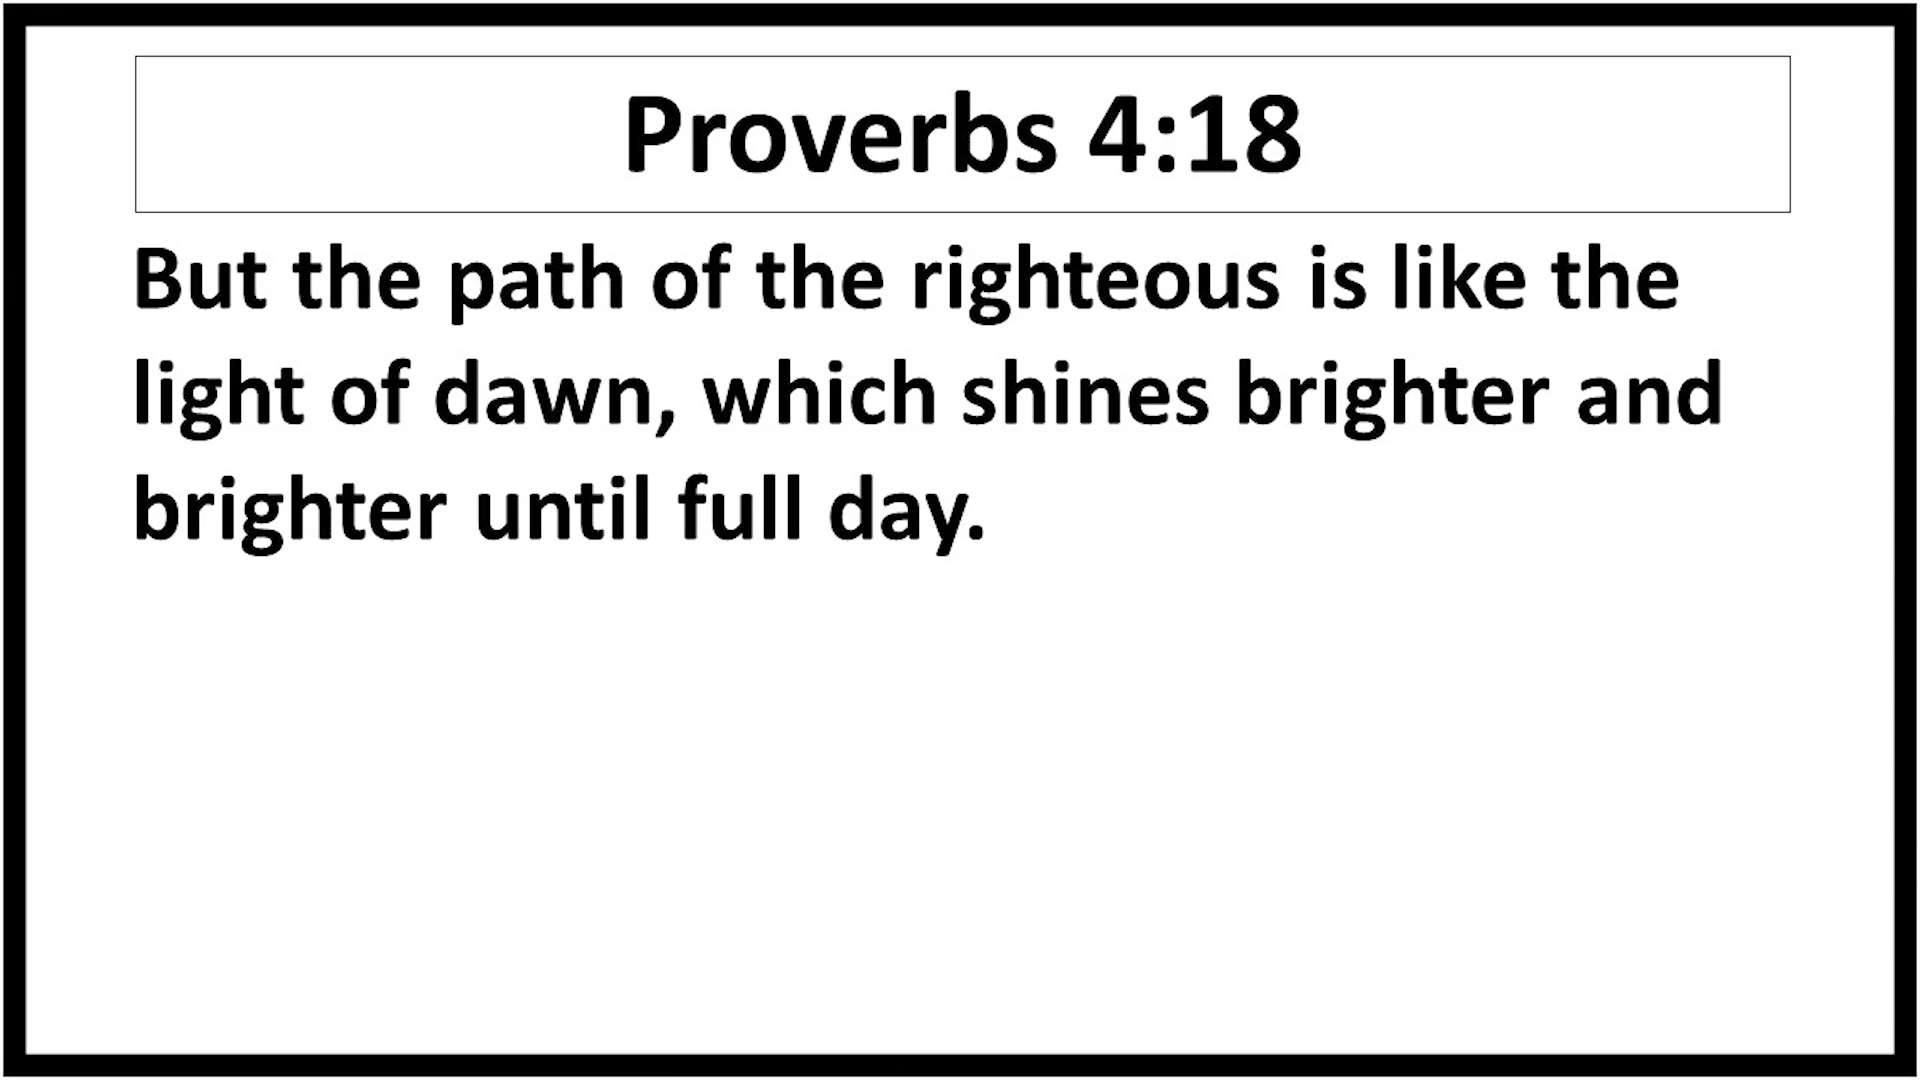 Proverbs 4:18
But the path of the righteous is like the
light of dawn, which shines brighter and
brighter until full day.